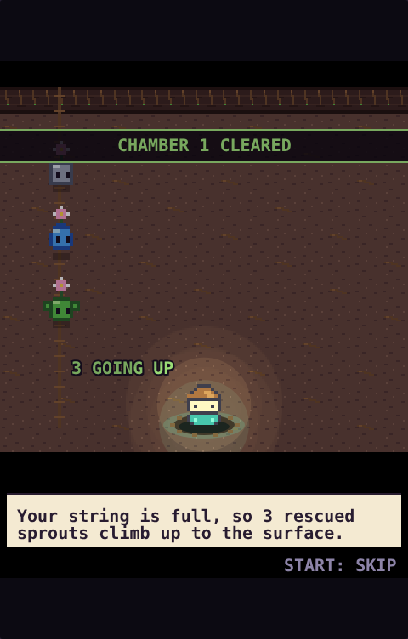 CHAMBER 1 CLEARED
3 GOING UP
Your string is full, so 3 rescued
sprouts climb up to the surface.
START: SKIP